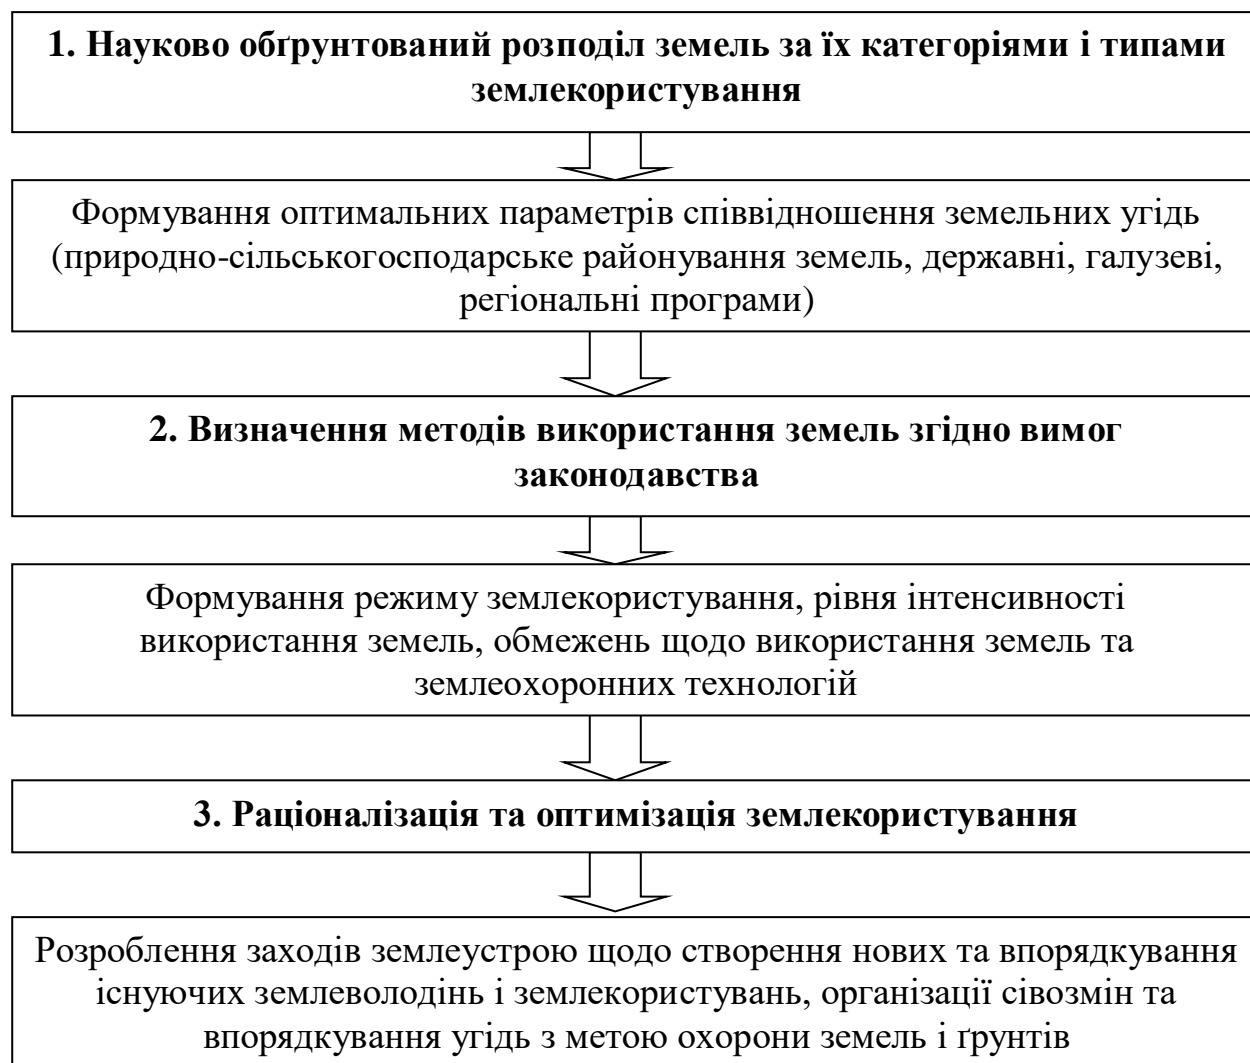 1. Науково обґрунтований розподіл земель за їх категоріями і типами
землекористування
Формування оптимальних параметрів співвідношення земельних угідь
(природно-сільськогосподарське районування земель, державні, галузеві,
регіональні програми)
2. Визначення методів використання земель згідно вимог
законодавства
Формування режиму землекористування, рівня інтенсивності
використання земель, обмежень щодо використання земель та
землеохоронних технологій
3. Раціоналізація та оптимізація землекористування
Розроблення заходів землеустрою щодо створення нових та впорядкування
існуючих землеволодінь і землекористувань, організації сівозмін та
впорядкування угідь з метою охорони земель і ґрунтів